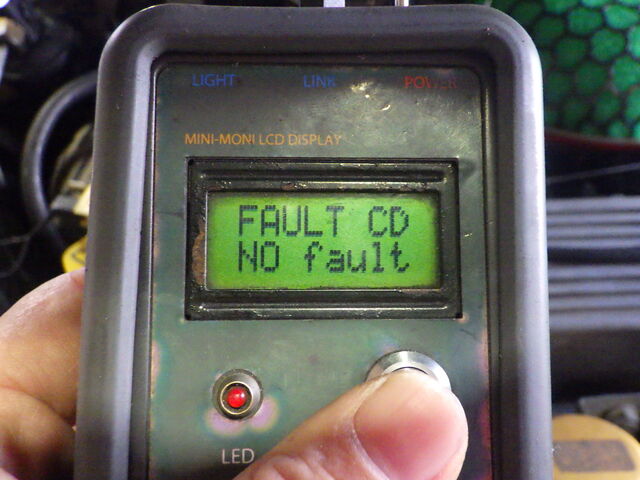 LIGHT LINK POWER
MINI-MONI LCD DISPLAY
FAULT CD
NO fault
LED